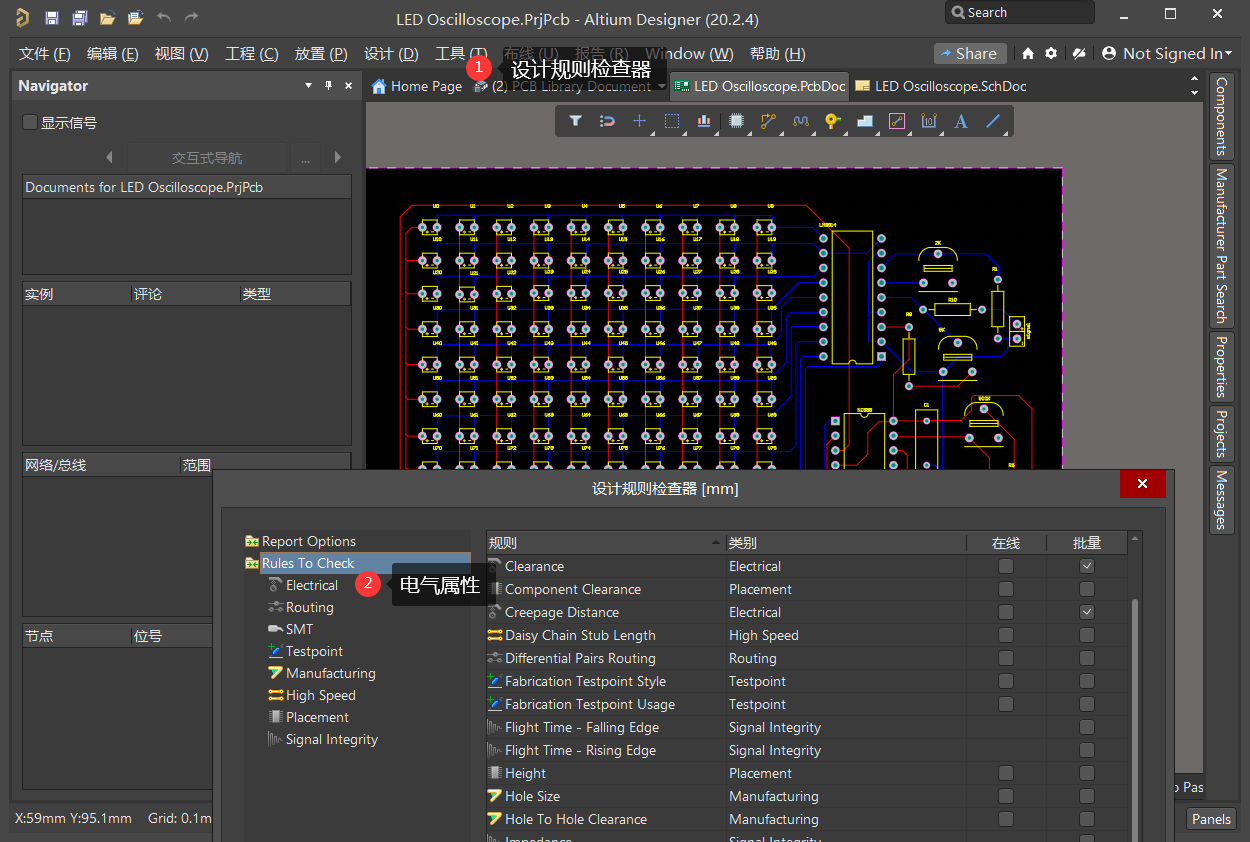 LED Oscilloscope.PrjPcb - Altium Designer (20.2.4)
Search
文件 (F) 编辑 (E) 视图 (V) 工程 (C) 放置 (P) 设计 (D) 工具 (T) 布线 (U) 报告 (R) Window (W) 帮助 (H)
Share
Not Signed In
1 设计规则检查器
Navigator
Home Page
(2) PCB Library Document
LED Oscilloscope.PcbDoc
LED Oscilloscope.SchDoc
显示信号
交互式导航
...
Documents for LED Oscilloscope.PrjPcb
实例 评论 类型
网络/总线 范围
节点 位号
Components
Manufacturer Part Search
Properties
Projects
Messages
设计规则检查器 [mm]
Report Options
Rules To Check
2 电气属性
Electrical
Routing
SMT
Testpoint
Manufacturing
High Speed
Placement
Signal Integrity
规则 类别 在线 批量
Clearance Electrical
Component Clearance Placement
Creepage Distance Electrical
Daisy Chain Stub Length High Speed
Differential Pairs Routing Routing
Fabrication Testpoint Style Testpoint
Fabrication Testpoint Usage Testpoint
Flight Time - Falling Edge Signal Integrity
Flight Time - Rising Edge Signal Integrity
Height Placement
Hole Size Manufacturing
Hole To Hole Clearance Manufacturing
Impedance Signal Integrity
X:59mm Y:95.1mm Grid: 0.1m
Pas
Panels